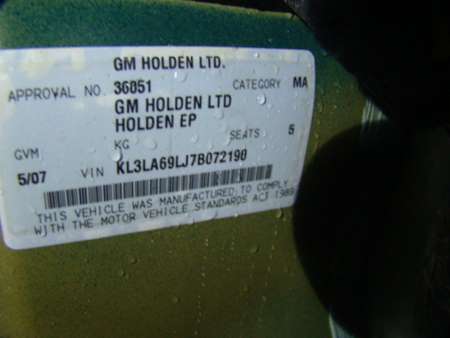 GM HOLDEN LTD.
APPROVAL NO. 36851 CATEGORY MA
GM HOLDEN LTD
HOLDEN EP
GVM KG SEATS 5
5/07 VIN KL3LA69LJ7B072190
THIS VEHICLE WAS MANUFACTURED TO COMPLY
WITH THE MOTOR VEHICLE STANDARDS ACT 1989